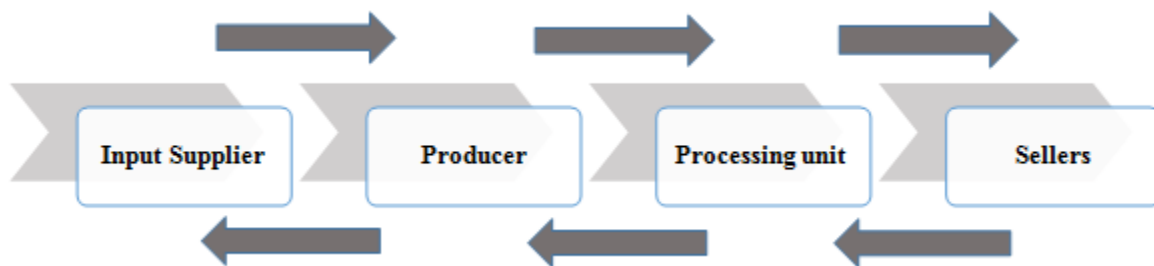 Input Supplier
Producer
Processing unit
Sellers